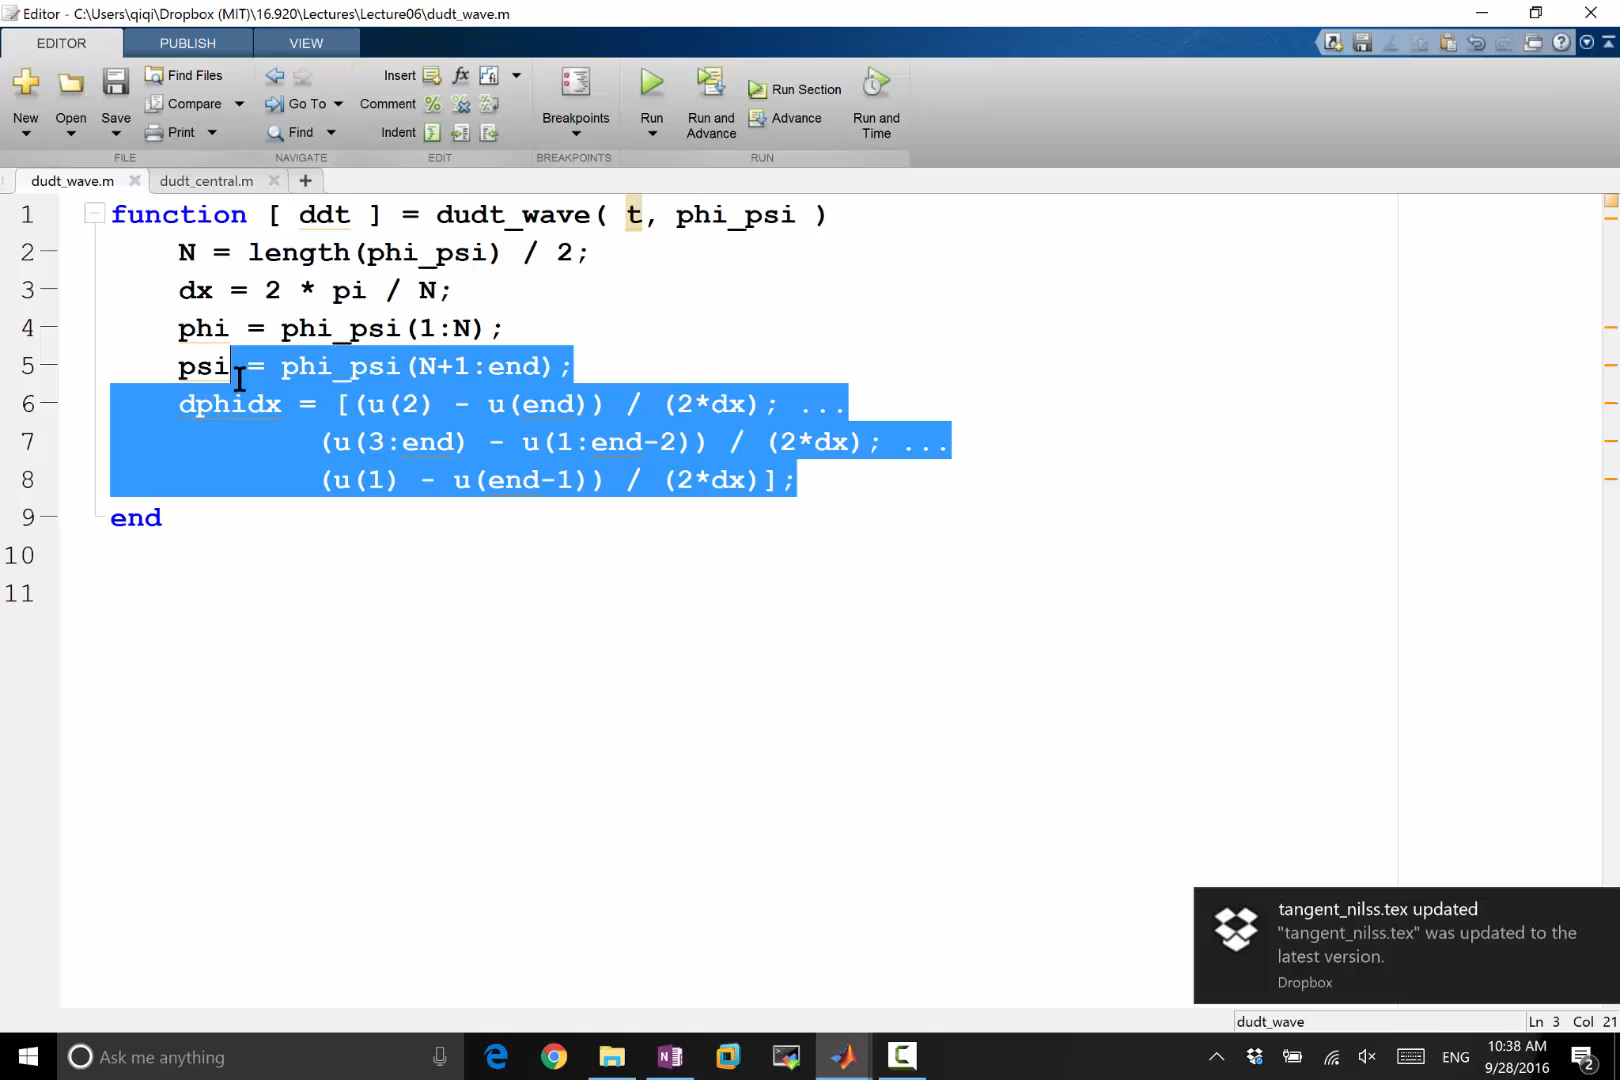 Editor - C:\Users\qiqi\Dropbox (MIT)\16.920\Lectures\Lecture06\dudt_wave.m
EDITOR PUBLISH VIEW
New Open Save
Find Files
Compare
Print
FILE
Go To
Find
NAVIGATE
Insert fx
Comment
Indent
EDIT
Breakpoints
BREAKPOINTS
Run
Run and Advance
Run Section
Advance
Run and Time
RUN
dudt_wave.m dudt_central.m +
1 function [ ddt ] = dudt_wave( t, phi_psi )
2 N = length(phi_psi) / 2;
3 dx = 2 * pi / N;
4 phi = phi_psi(1:N);
5 psi = phi_psi(N+1:end);
6 dphidx = [(u(2) - u(end)) / (2*dx); ...
7 (u(3:end) - u(1:end-2)) / (2*dx); ...
8 (u(1) - u(end-1)) / (2*dx)];
9 end
10
11
tangent_nilss.tex updated
"tangent_nilss.tex" was updated to the
latest version.
Dropbox
dudt_wave Ln 3 Col 21
Ask me anything
ENG
10:38 AM
9/28/2016
2